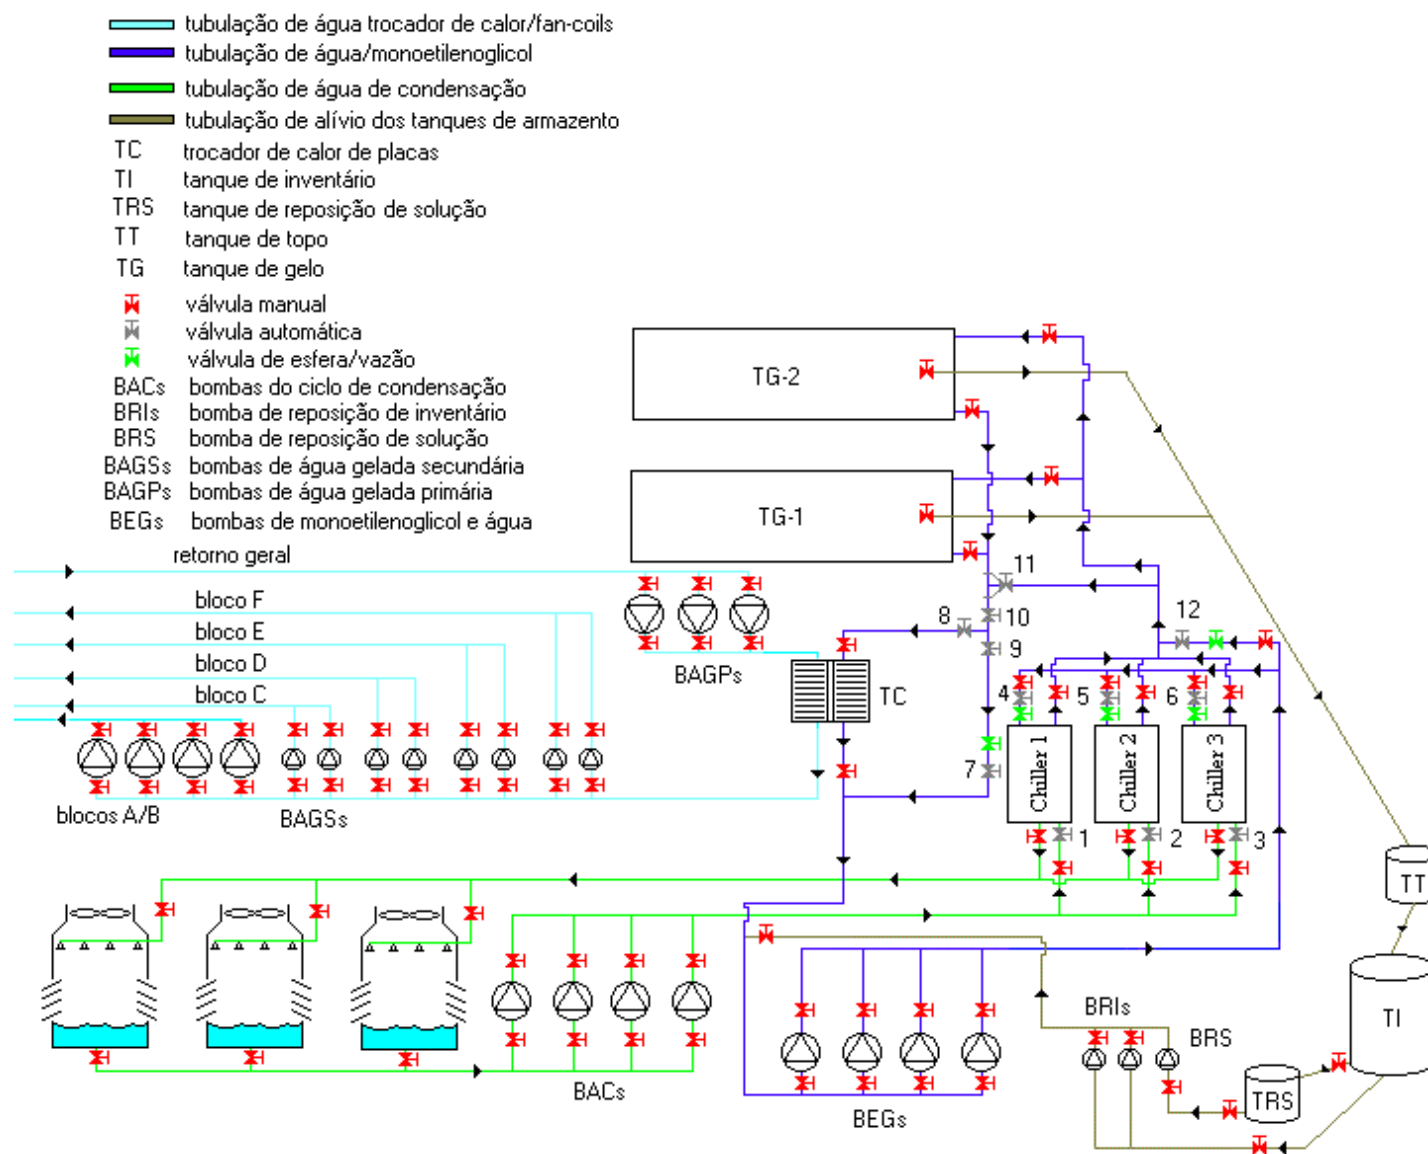 tubulação de água trocador de calor/fan-coils
tubulação de água/monoetilenoglicol
tubulação de água de condensação
tubulação de alívio dos tanques de armazento
TC trocador de calor de placas
TI tanque de inventário
TRS tanque de reposição de solução
TT tanque de topo
TG tanque de gelo
válvula manual
válvula automática
válvula de esfera/vazão
BACs bombas do ciclo de condensação
BRIs bomba de reposição de inventário
BRS bomba de reposição de solução
BAGSs bombas de água gelada secundária
BAGPs bombas de água gelada primária
BEGs bombas de monoetilenoglicol e água
retorno geral
bloco F
bloco E
bloco D
bloco C
blocos A/B
BAGSs
BAGPs
TG-2
TG-1
11
10
8
9
12
TC
4
5
6
7
Chiller 1
Chiller 2
Chiller 3
1
2
3
TT
TI
BRIs
BRS
TRS
BACs
BEGs